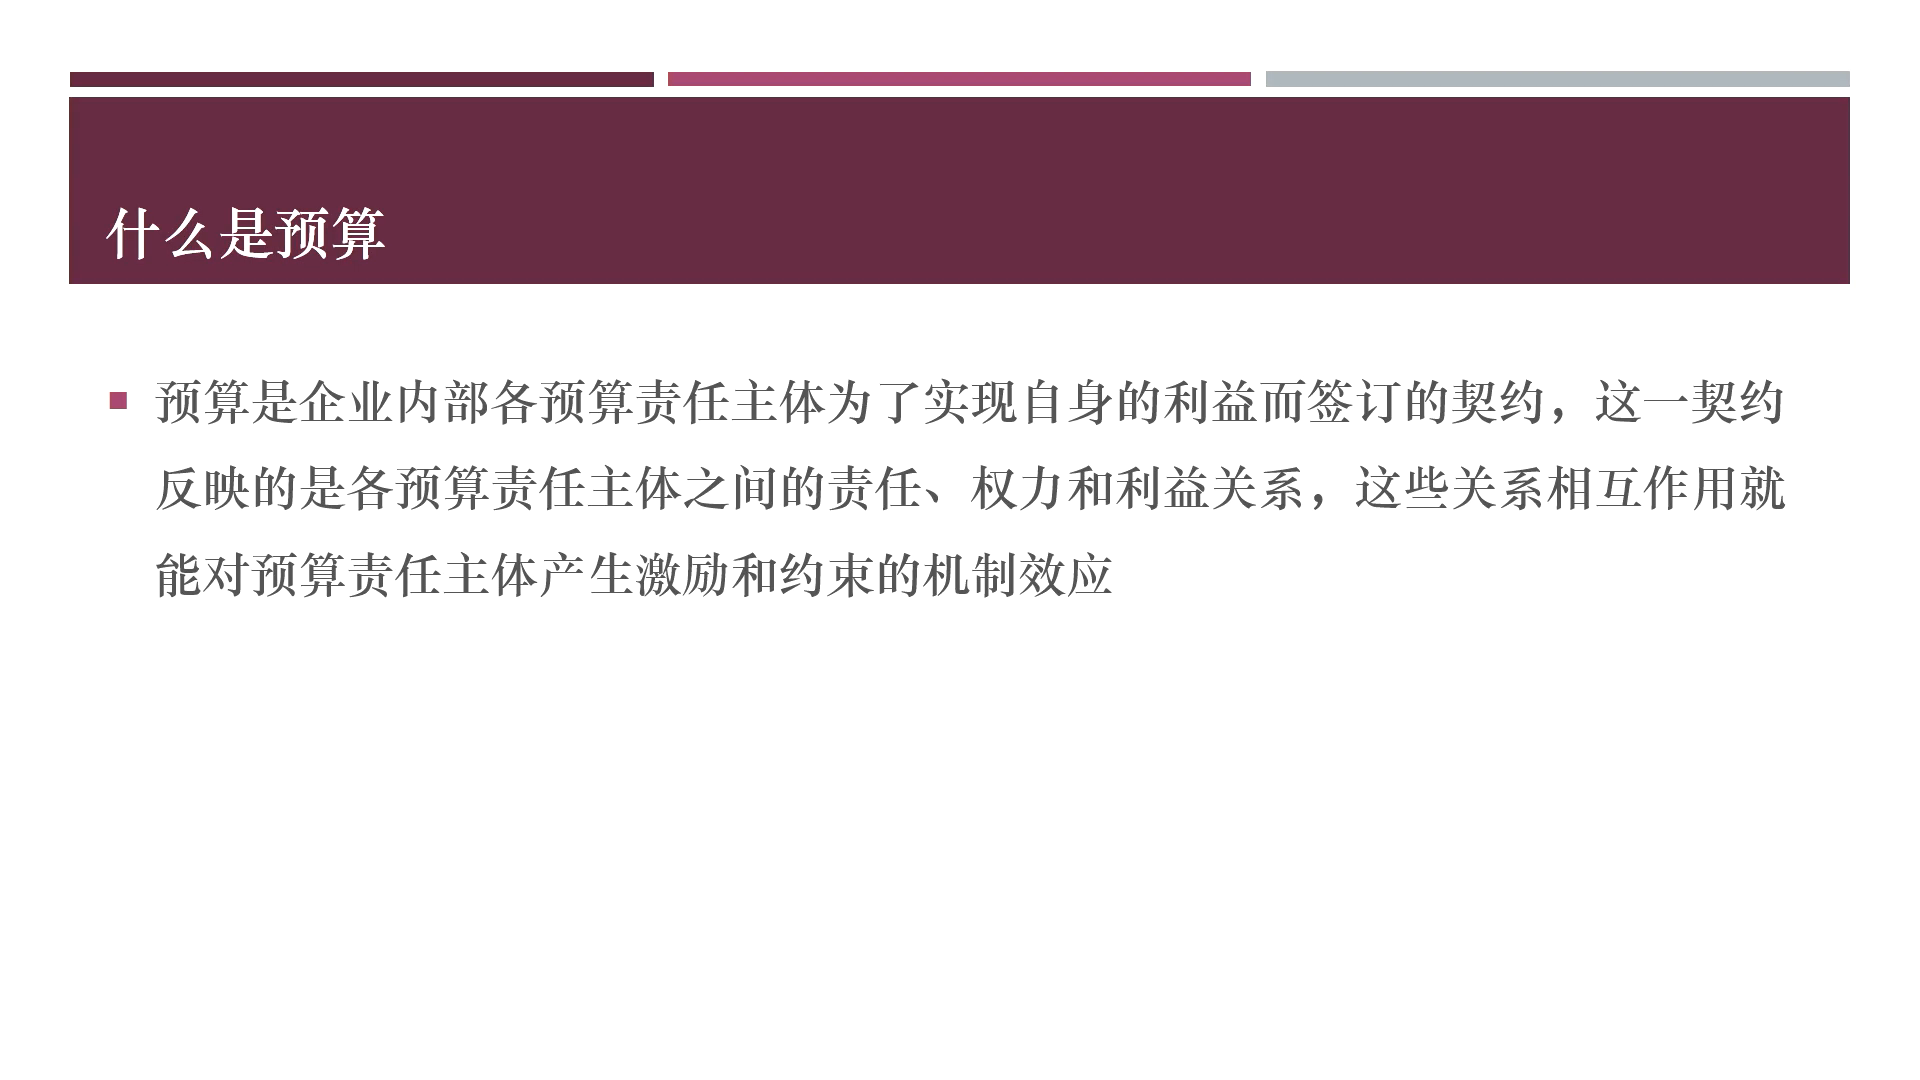 什么是预算
预算是企业内部各预算责任主体为了实现自身的利益而签订的契约，这一契约
反映的是各预算责任主体之间的责任、权力和利益关系，这些关系相互作用就
能对预算责任主体产生激励和约束的机制效应